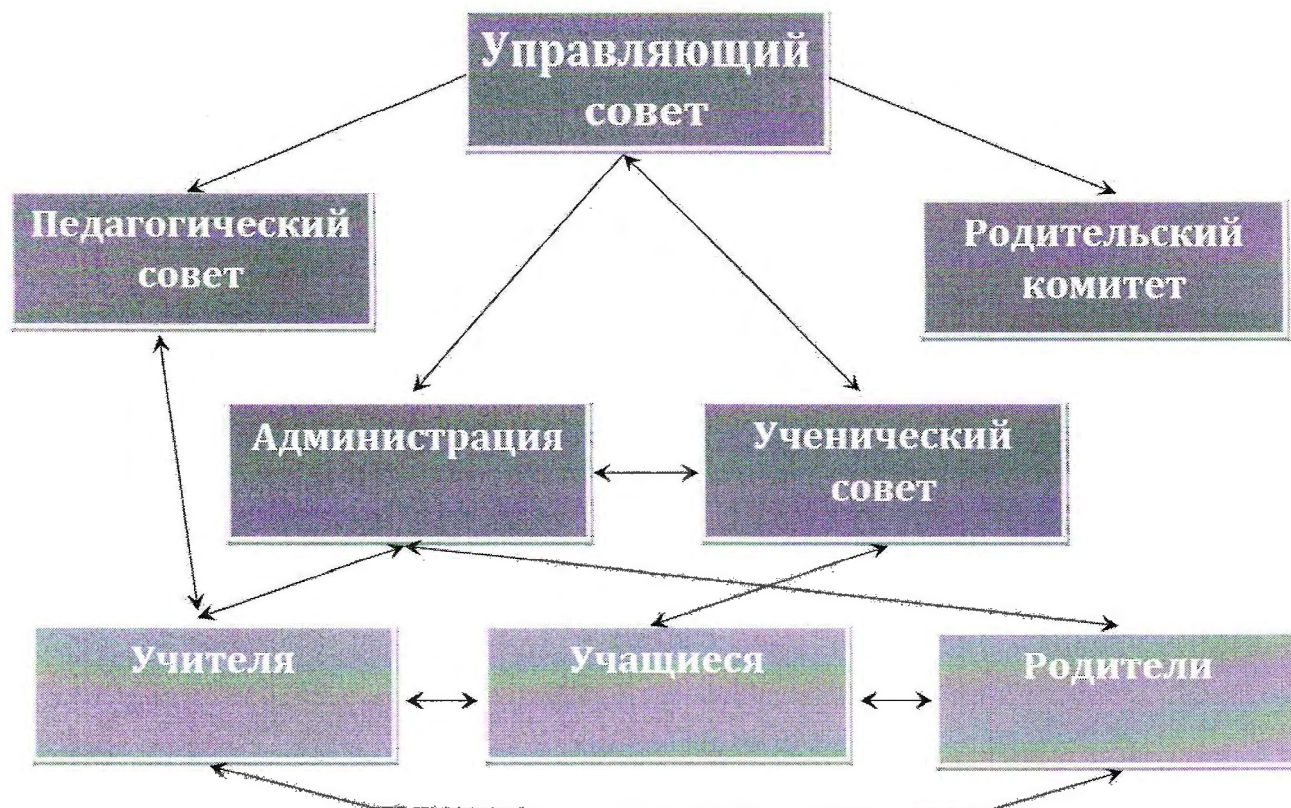 Управляющий
совет
Педагогический
совет
Родительский
комитет
Администрация
Ученический
совет
Учителя
Учащиеся
Родители